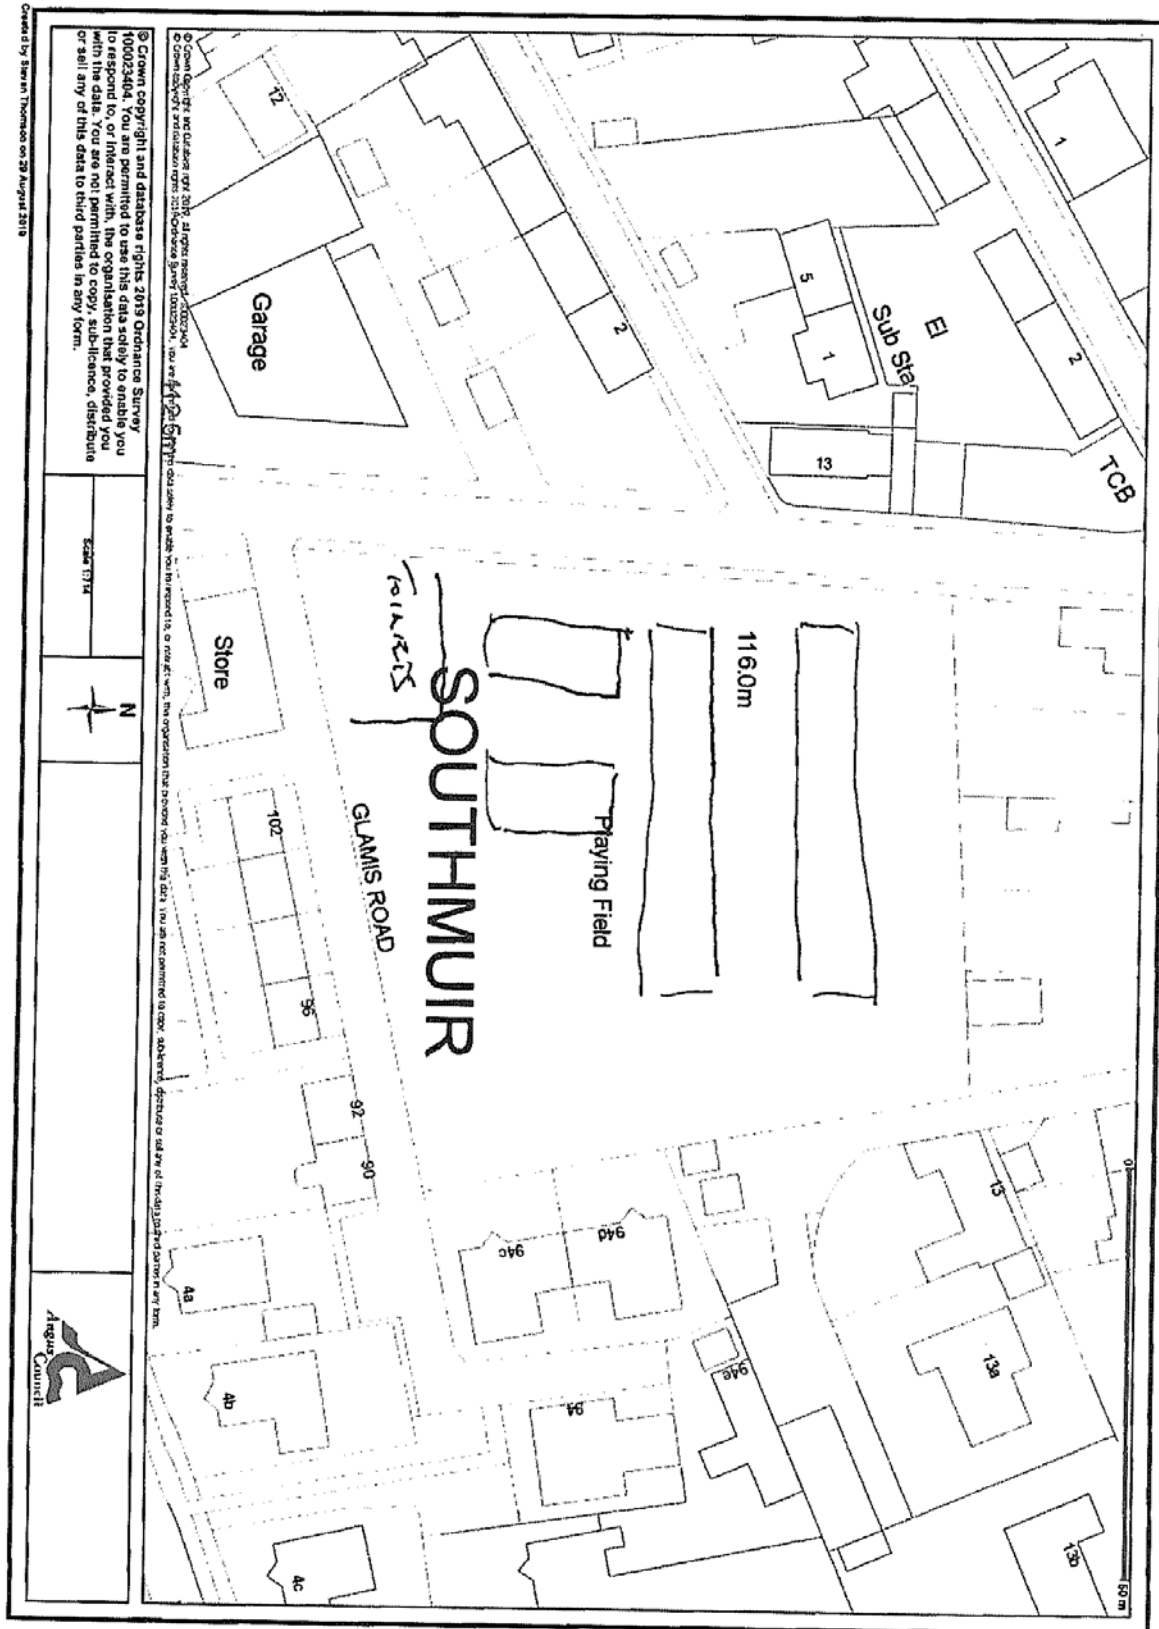 12
2
1
5
1
El
Sub Sta
2
TCB
13
Garage
Store
Toilets
116.0m
SOUTHMUIR
Playing Field
GLAMIS ROAD
102
96
92
90
94c
94d
94e
94
13
13a
13b
4a
4b
4c
0
50 m
© Crown copyright and database rights 2019 Ordnance Survey
100023404. You are permitted to use this data solely to enable you
to respond to, or interact with, the organisation that provided you
with the data. You are not permitted to copy, sub-licence, distribute
or sell any of this data to third parties in any form.
Scale 1:714
N
Angus
Council
Created by Steven Thomson on 29 August 2019